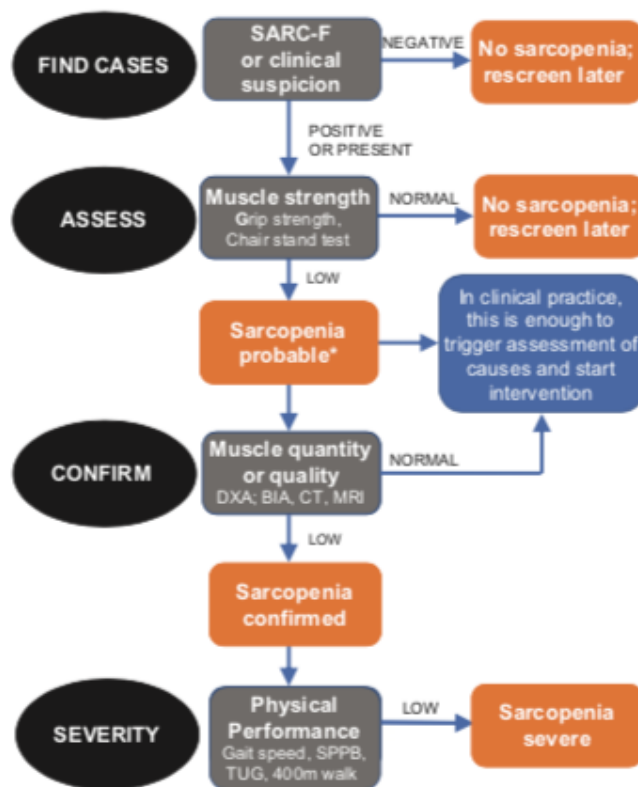 FIND CASES
SARC-F
or clinical
suspicion
NEGATIVE
No sarcopenia;
rescreen later
POSITIVE
OR PRESENT
ASSESS
Muscle strength
Grip strength,
Chair stand test
NORMAL
No sarcopenia;
rescreen later
LOW
Sarcopenia
probable*
In clinical practice,
this is enough to
trigger assessment of
causes and start
intervention
CONFIRM
Muscle quantity
or quality
DXA; BIA, CT, MRI
NORMAL
LOW
Sarcopenia
confirmed
SEVERITY
Physical
Performance
Gait speed, SPPB,
TUG, 400m walk
LOW
Sarcopenia
severe